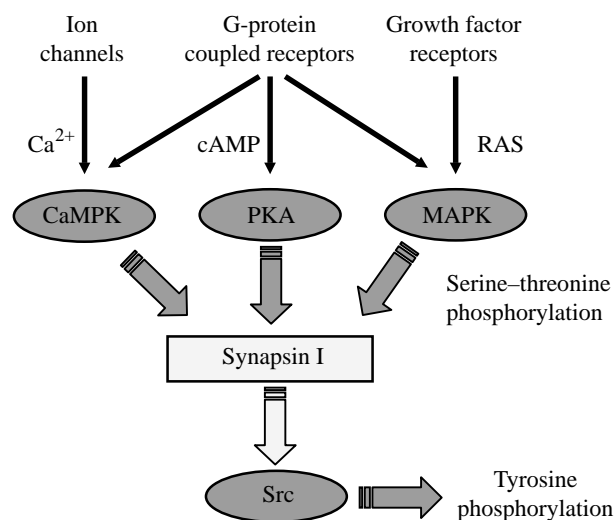 Ion
channels
G-protein
coupled receptors
Growth factor
receptors
Ca²⁺
cAMP
RAS
CaMPK
PKA
MAPK
Serine–threonine
phosphorylation
Synapsin I
Src
Tyrosine
phosphorylation